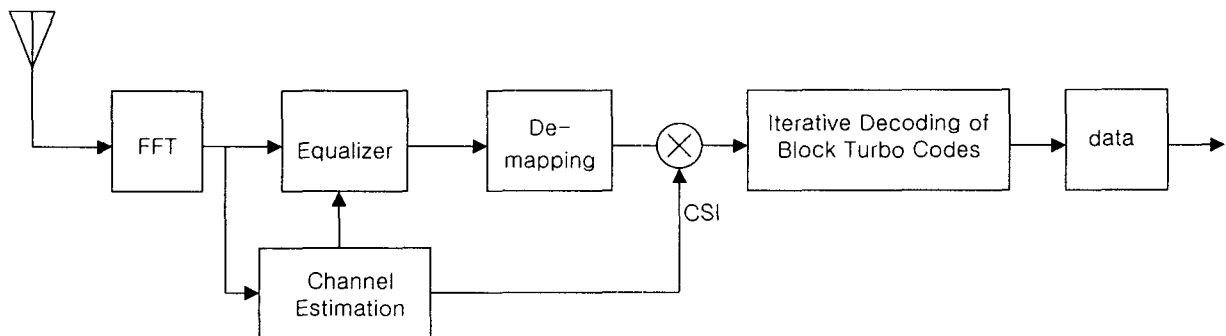 FFT
Equalizer
De-
mapping
Iterative Decoding of
Block Turbo Codes
data
CSI
Channel
Estimation